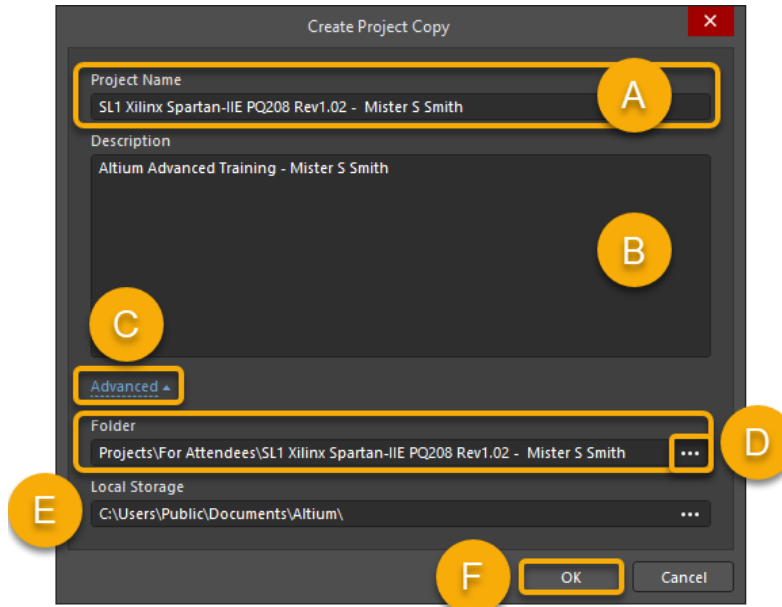 Create Project Copy
Project Name
A
SL1 Xilinx Spartan-IIE PQ208 Rev1.02 -  Mister S Smith
Description
Altium Advanced Training - Mister S Smith
B
C
Advanced
Folder
D
Projects\For Attendees\SL1 Xilinx Spartan-IIE PQ208 Rev1.02 -  Mister S Smith ...
Local Storage
E
C:\Users\Public\Documents\Altium\ ...
F
OK Cancel